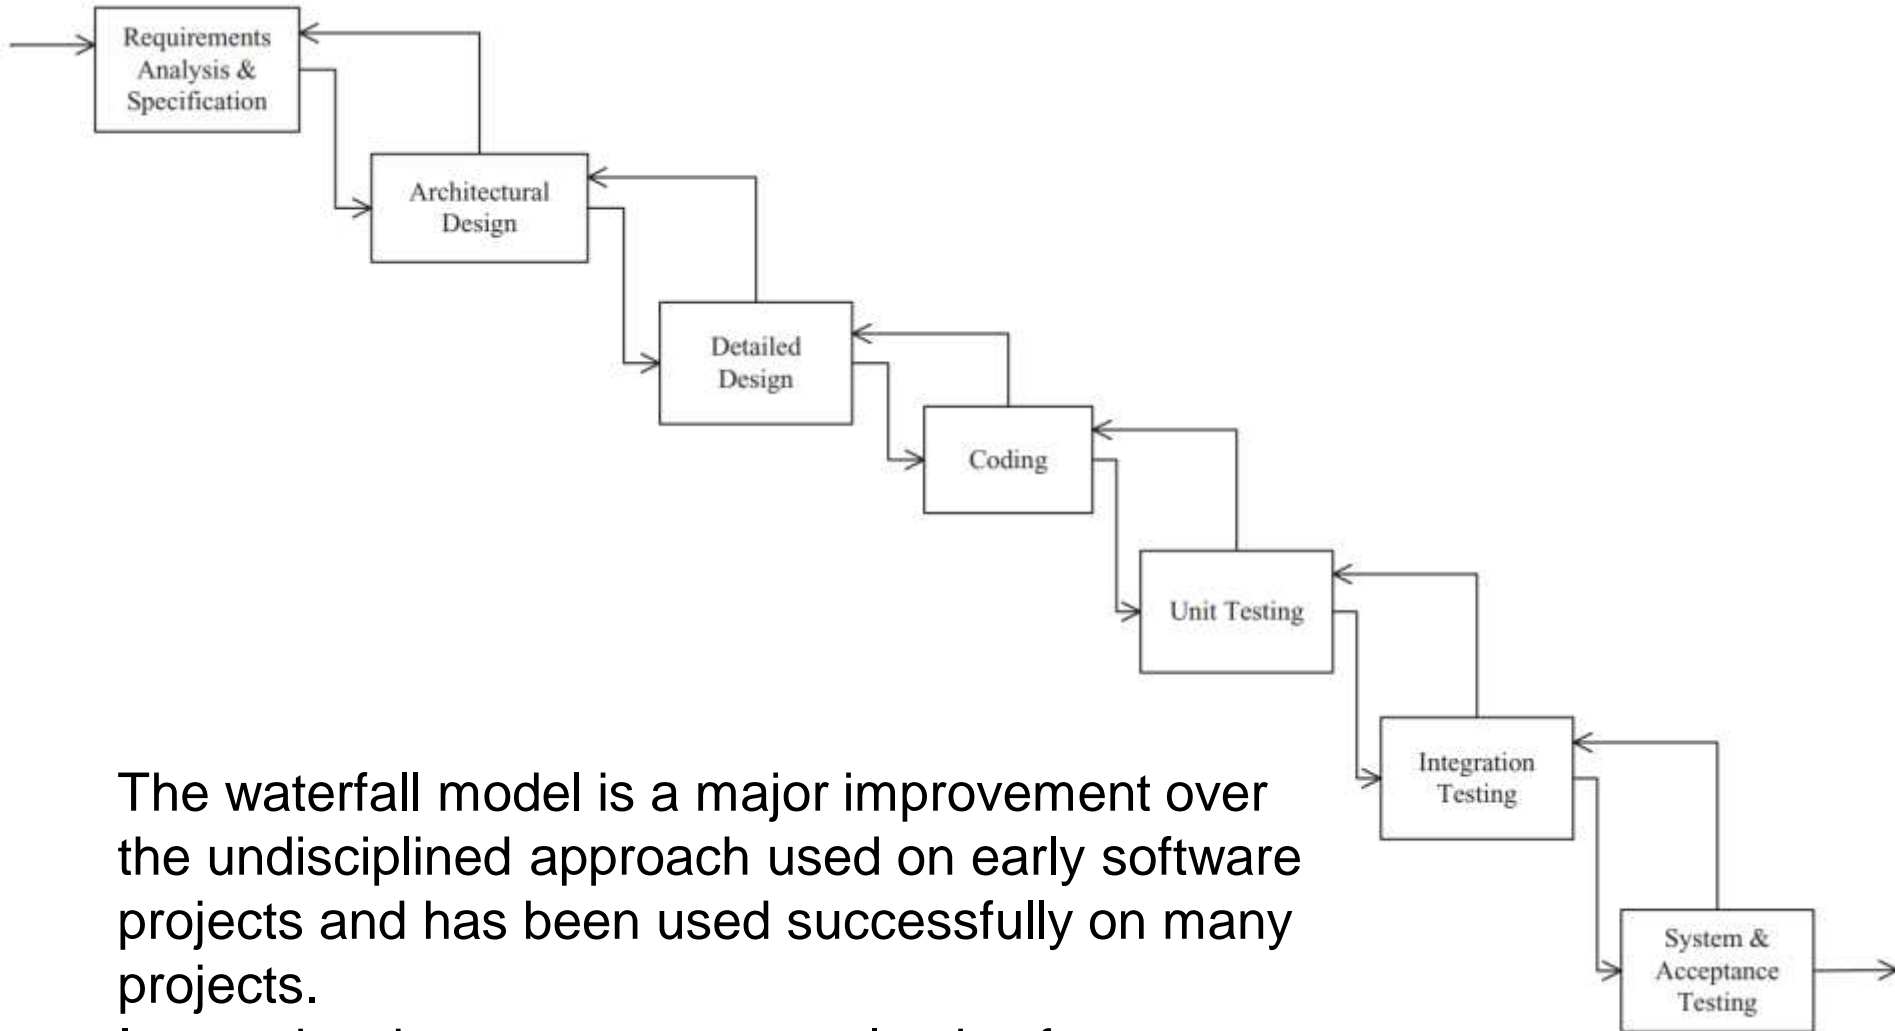 Requirements
Analysis &
Specification
Architectural
Design
Detailed
Design
Coding
Unit Testing
Integration
Testing
System &
Acceptance
Testing
The waterfall model is a major improvement over
the undisciplined approach used on early software
projects and has been used successfully on many
projects.